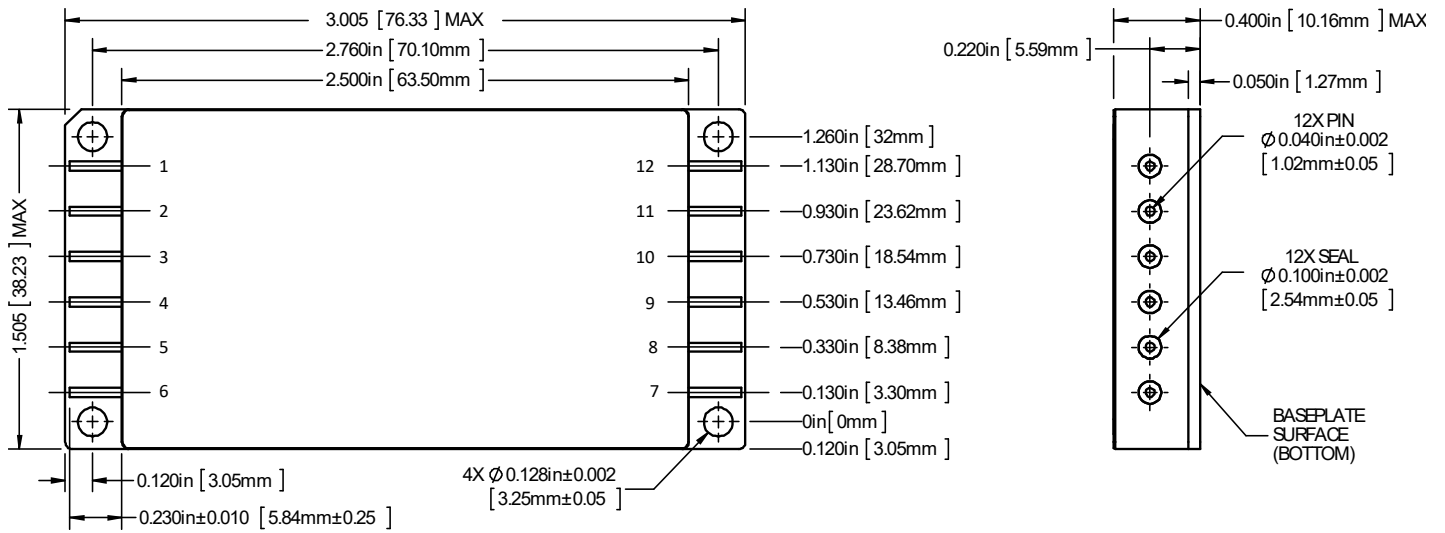 3.005 [76.33 ] MAX
2.760in [70.10mm ]
2.500in [63.50mm ]
1.505 [38.23 ] MAX
1
2
3
4
5
6
12
11
10
9
8
7
1.260in [32mm ]
1.130in [28.70mm ]
0.930in [23.62mm ]
0.730in [18.54mm ]
0.530in [13.46mm ]
0.330in [8.38mm ]
0.130in [3.30mm ]
0in[0mm ]
0.120in [3.05mm ]
0.120in [3.05mm ]
0.230in±0.010 [5.84mm±0.25 ]
4X Ø0.128in±0.002
[3.25mm±0.05 ]
0.400in [10.16mm ] MAX
0.220in [5.59mm ]
0.050in [1.27mm ]
12X PIN
Ø0.040in±0.002
[1.02mm±0.05 ]
12X SEAL
Ø0.100in±0.002
[2.54mm±0.05 ]
BASEPLATE
SURFACE
(BOTTOM)